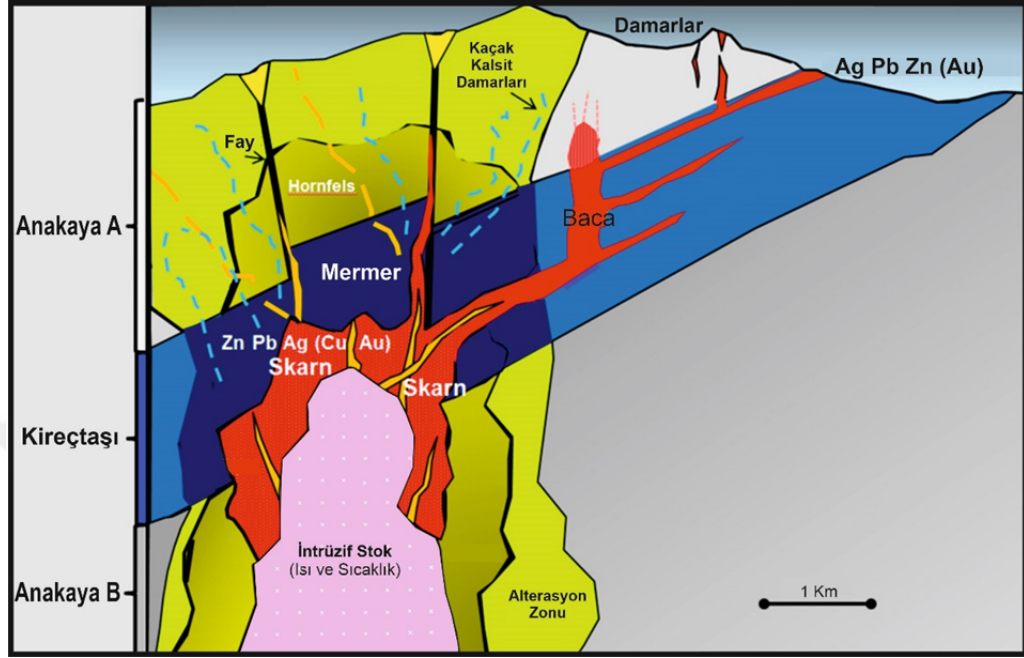 Damarlar
Kaçak
Kalsit
Damarları
Ag Pb Zn (Au)
Fay
Hornfels
Anakaya A
Baca
Mermer
Zn Pb Ag (Cu Au)
Skarn
Skarn
Kireçtaşı
İntrüzif Stok
(Isı ve Sıcaklık)
Anakaya B
Alterasyon
Zonu
1 Km